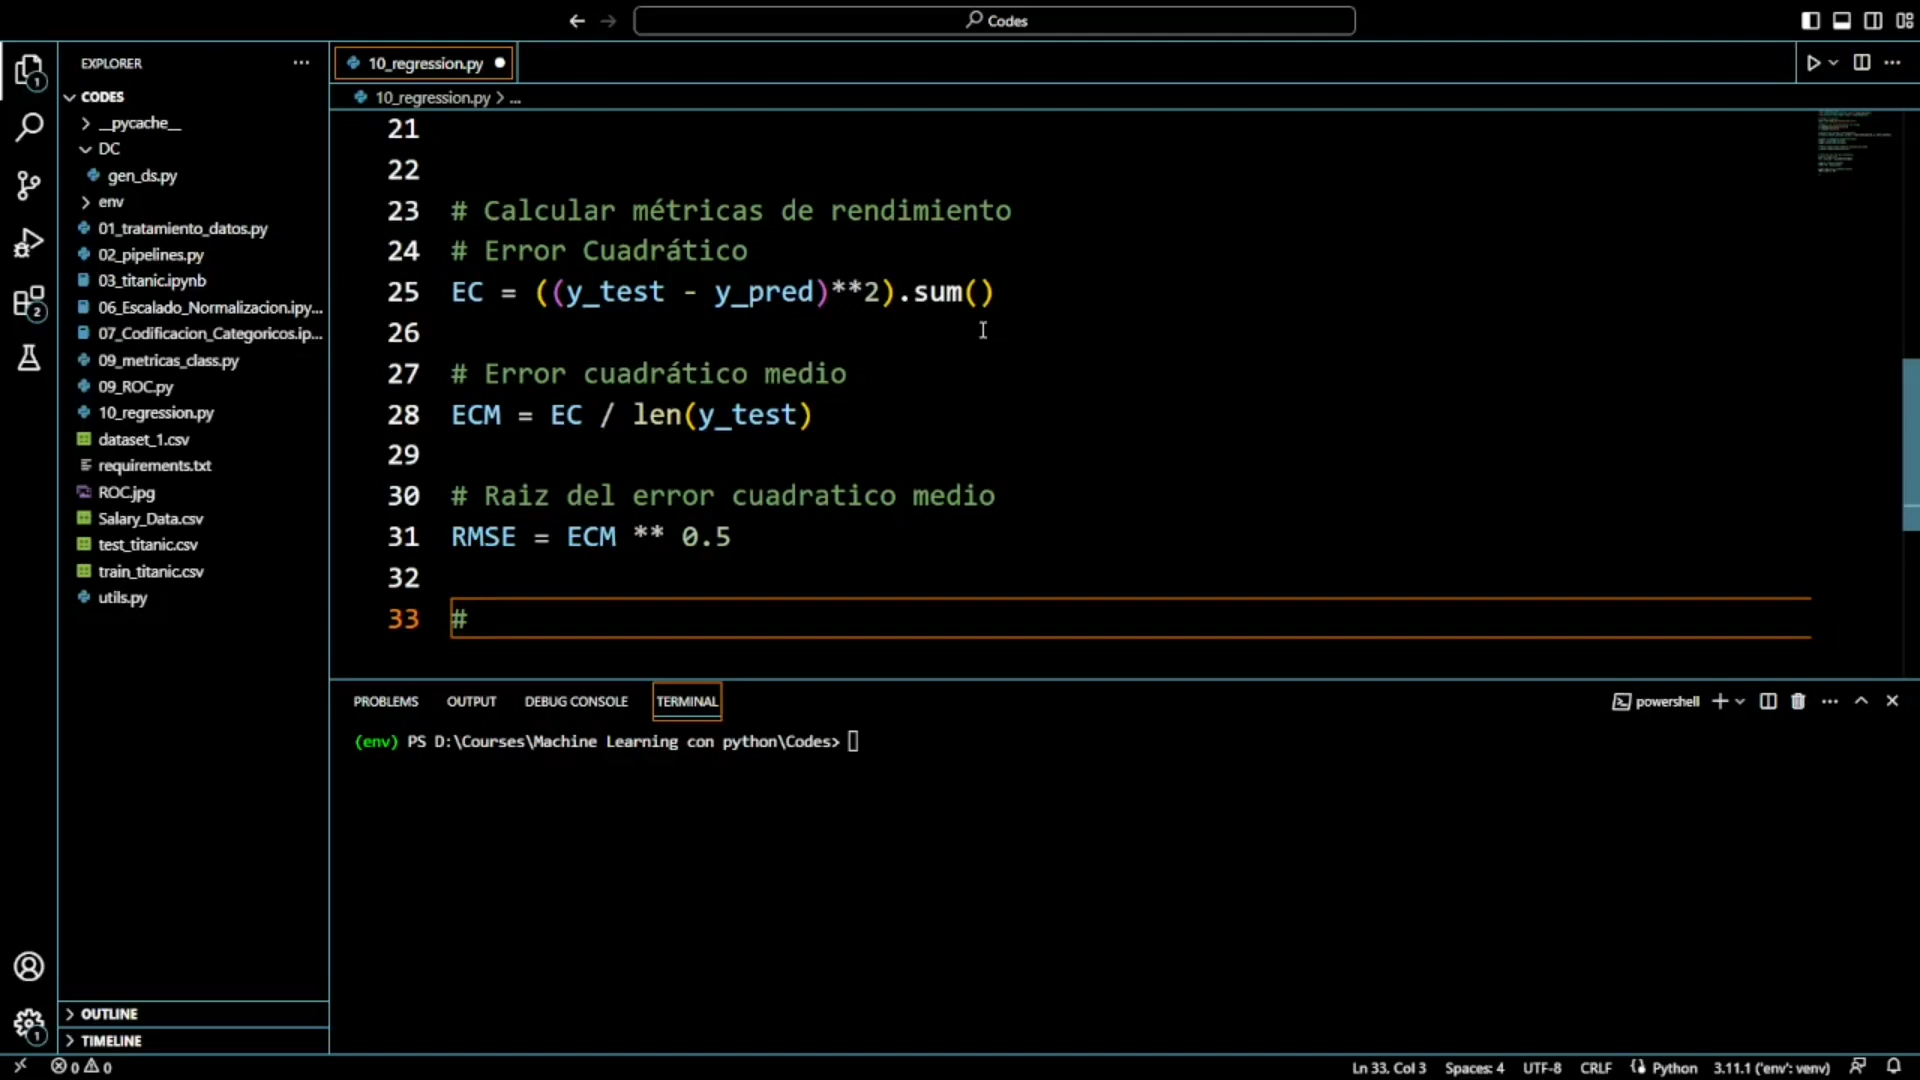 Codes
EXPLORER
CODES
__pycache__
DC
gen_ds.py
env
01_tratamiento_datos.py
02_pipelines.py
03_titanic.ipynb
06_Escalado_Normalizacion.ipy...
07_Codificacion_Categoricos.ip...
09_metricas_class.py
09_ROC.py
10_regression.py
dataset_1.csv
requirements.txt
ROC.jpg
Salary_Data.csv
test_titanic.csv
train_titanic.csv
utils.py
OUTLINE
TIMELINE
1
2
1
10_regression.py
10_regression.py > ...
21
22
23 # Calcular métricas de rendimiento
24 # Error Cuadrático
25 EC = ((y_test - y_pred)**2).sum()
26
27 # Error cuadrático medio
28 ECM = EC / len(y_test)
29
30 # Raiz del error cuadratico medio
31 RMSE = ECM ** 0.5
32
33 #
PROBLEMS OUTPUT DEBUG CONSOLE TERMINAL
powershell
(env) PS D:\Courses\Machine Learning con python\Codes>
0 0
Ln 33, Col 3 Spaces: 4 UTF-8 CRLF Python 3.11.1 ('env': venv)